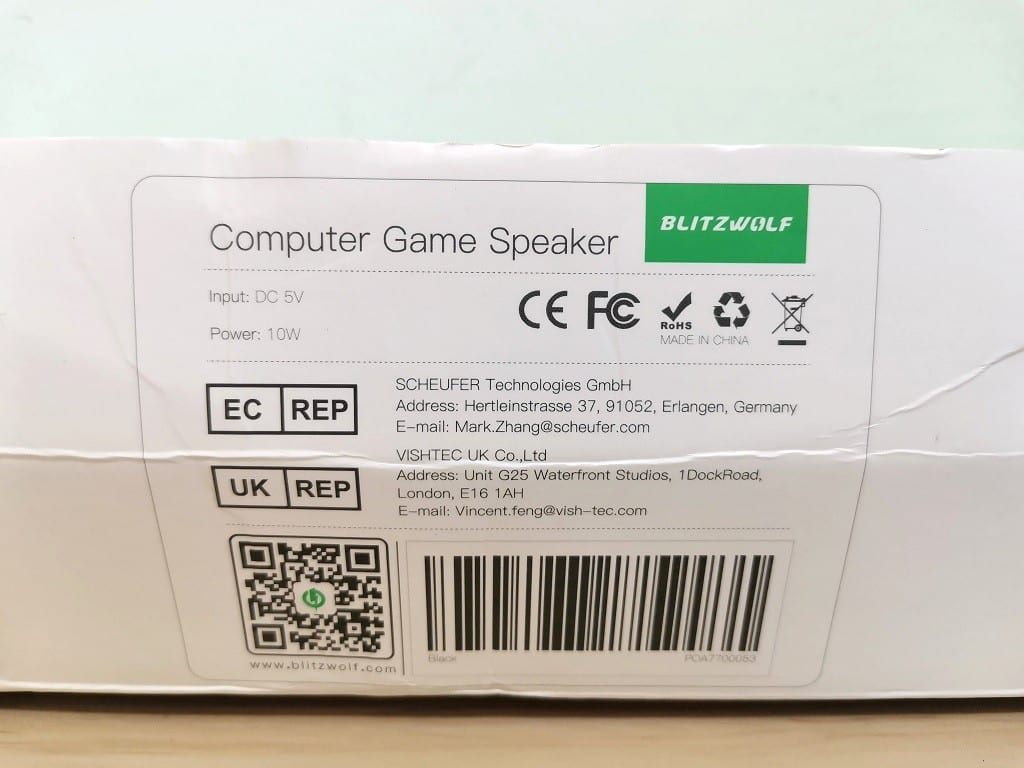 Computer Game Speaker
BLITZWOLF
Input: DC 5V
Power: 10W
CE FC
RoHS
MADE IN CHINA
EC REP
SCHEUFER Technologies GmbH
Address: Hertleinstrasse 37, 91052, Erlangen, Germany
E-mail: Mark.Zhang@scheufer.com
UK REP
VISHTEC UK Co.,Ltd
Address: Unit G25 Waterfront Studios, 1DockRoad,
London, E16 1AH
E-mail: Vincent.feng@vish-tec.com
www.blitzwolf.com
Black
POA7700053